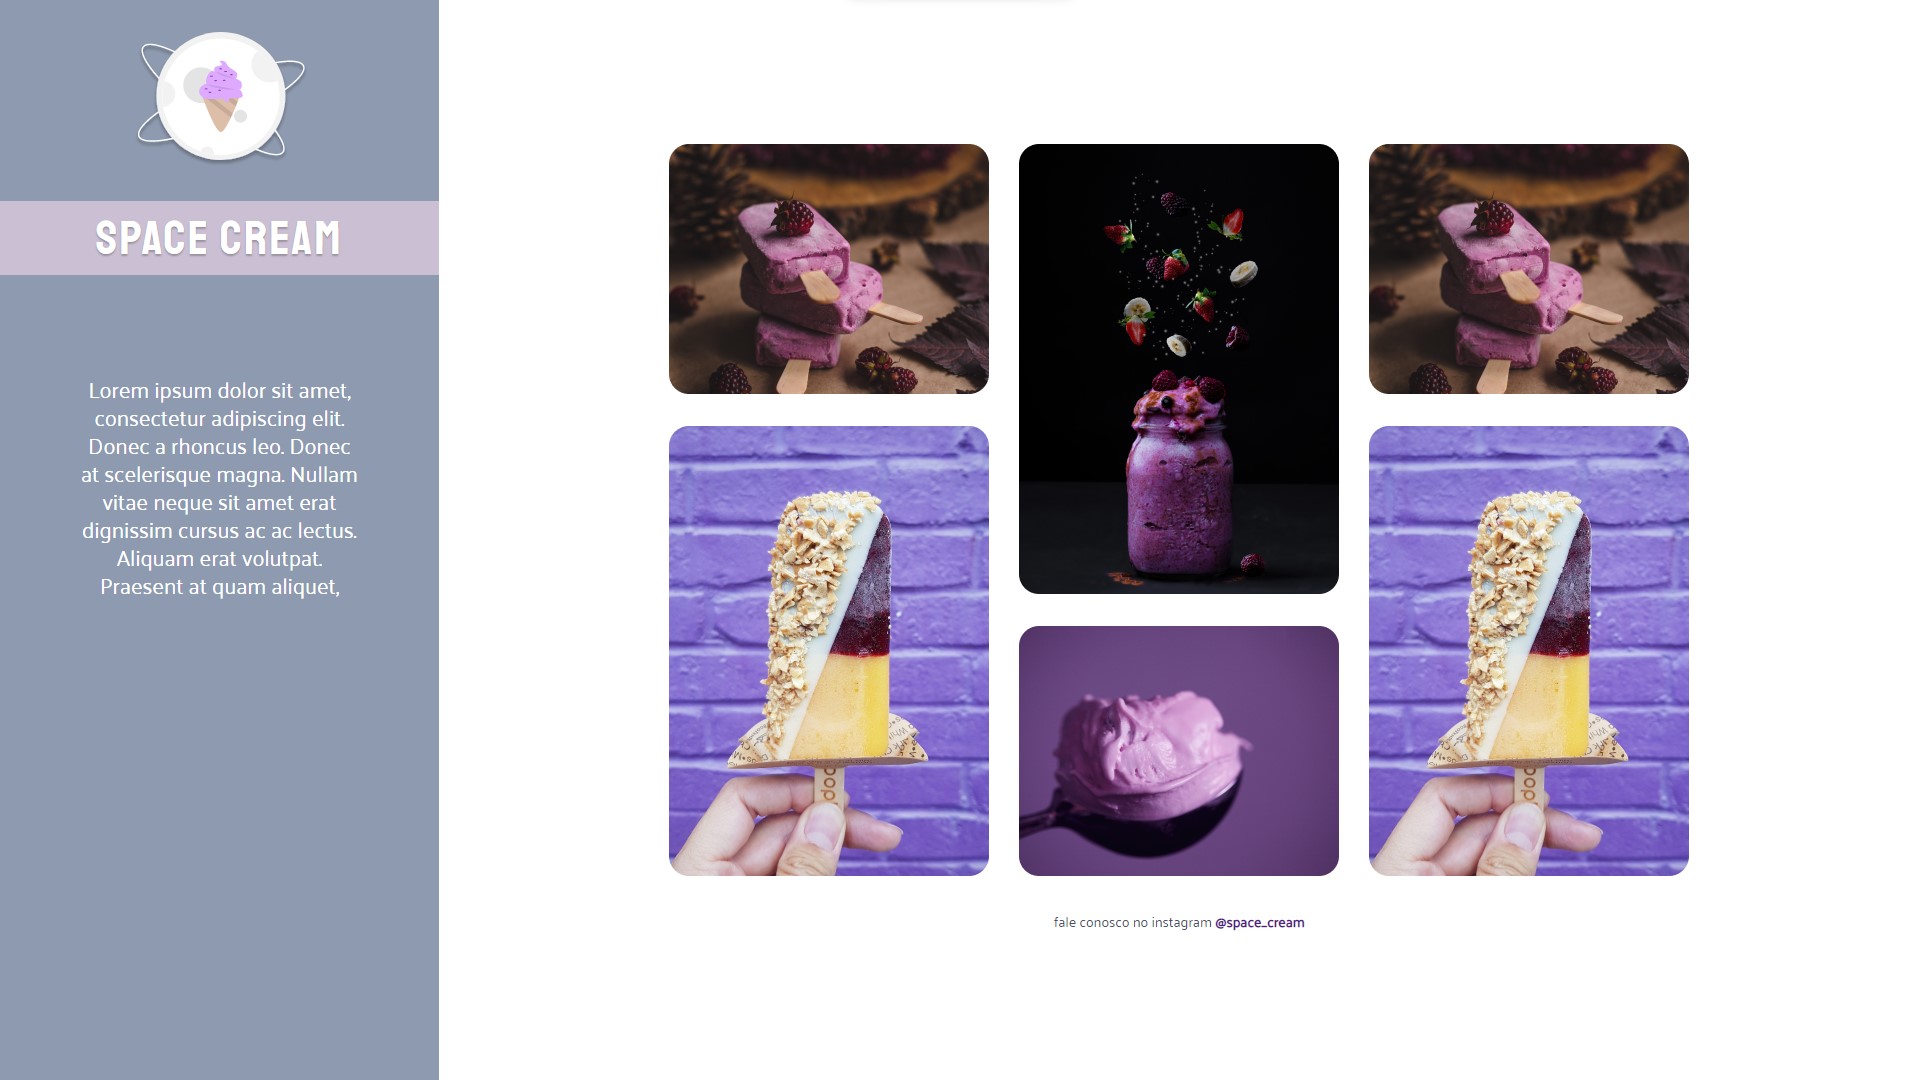 SPACE CREAM
Lorem ipsum dolor sit amet,
consectetur adipiscing elit.
Donec a rhoncus leo. Donec
at scelerisque magna. Nullam
vitae neque sit amet erat
dignissim cursus ac ac lectus.
Aliquam erat volutpat.
Praesent at quam aliquet,
fale conosco no instagram @space_cream